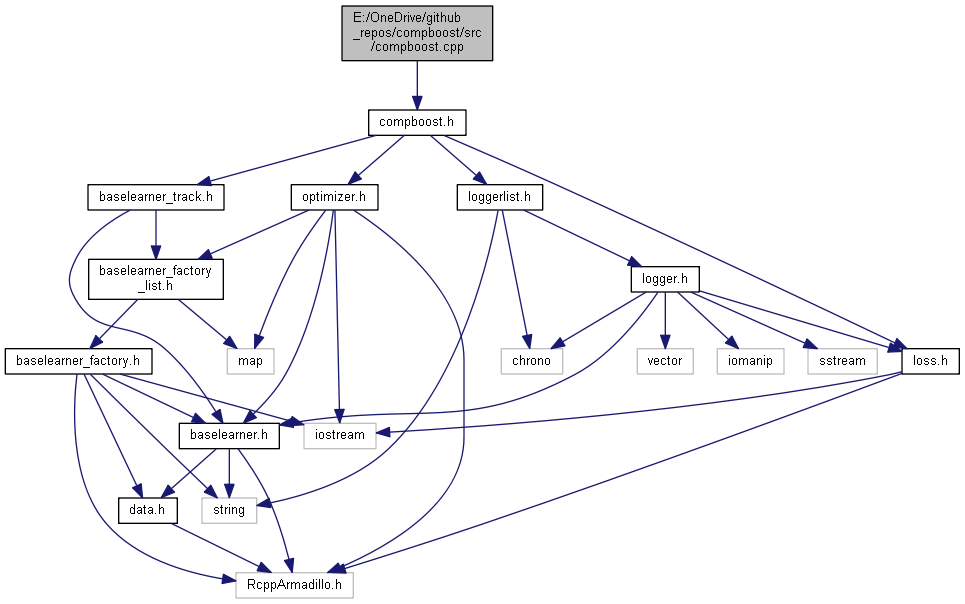 E:/OneDrive/github
_repos/compboost/src
/compboost.cpp
compboost.h
baselearner_track.h
optimizer.h
loggerlist.h
baselearner_factory
_list.h
logger.h
baselearner_factory.h
map
chrono
vector
iomanip
sstream
loss.h
baselearner.h
iostream
data.h
string
RcppArmadillo.h